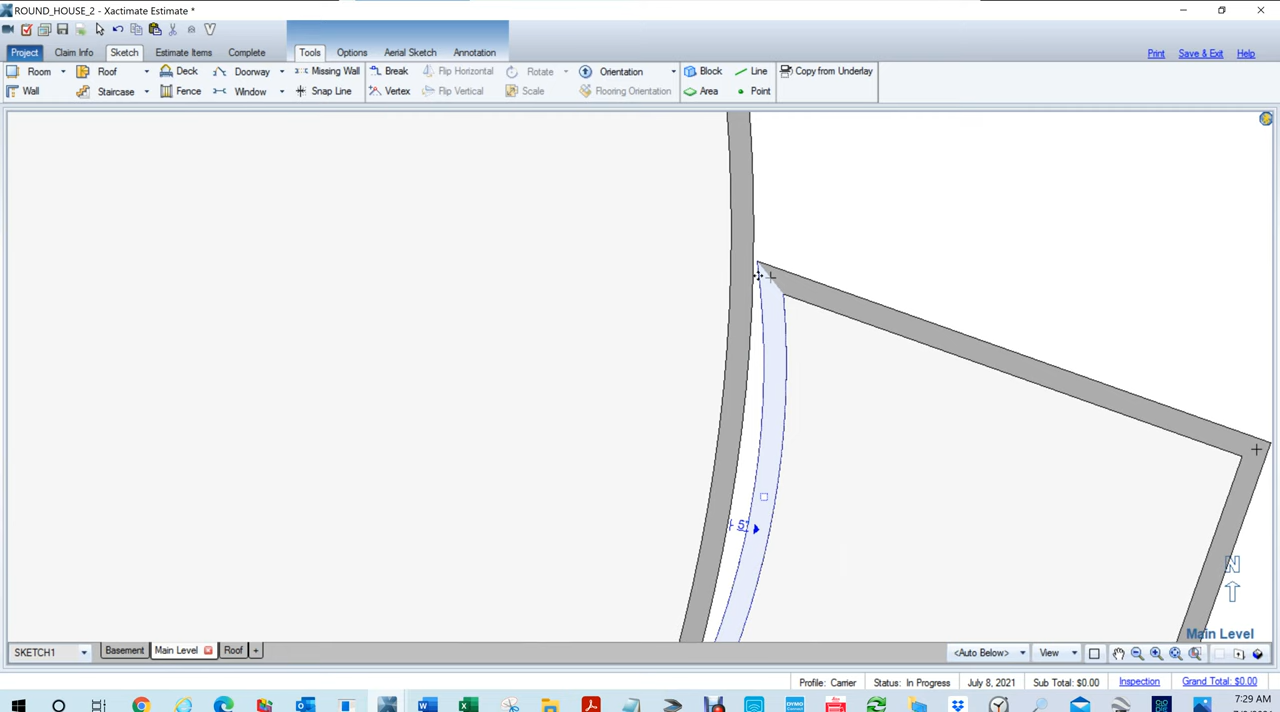 ROUND_HOUSE_2 - Xactimate Estimate *
Project Claim Info Sketch Estimate Items Complete Tools Options Aerial Sketch Annotation Print Save & Exit Help
Room Roof Deck Doorway Missing Wall Break Flip Horizontal Rotate Orientation Block Line Copy from Underlay
Wall Staircase Fence Window Snap Line Vertex Flip Vertical Scale Flooring Orientation Area Point
5"
N
Main Level
SKETCH1 Basement Main Level Roof + <Auto Below> View
Profile: Carrier Status: In Progress July 8, 2021 Sub Total: $0.00 Inspection Grand Total: $0.00
7:29 AM